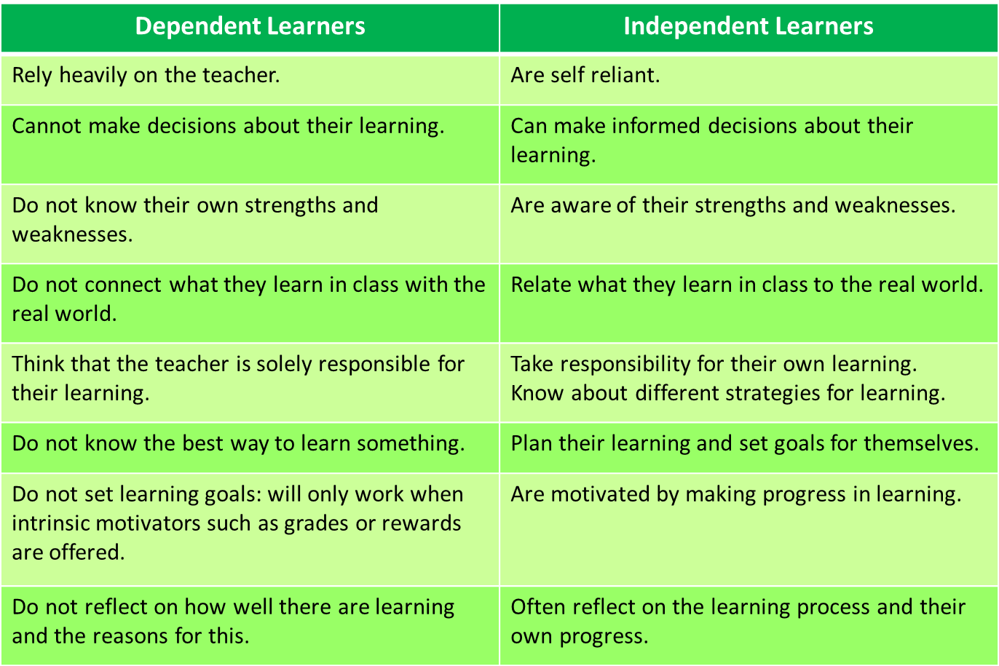 Dependent Learners
Independent Learners
Rely heavily on the teacher.
Are self reliant.
Cannot make decisions about their learning.
Can make informed decisions about their
learning.
Do not know their own strengths and
weaknesses.
Are aware of their strengths and weaknesses.
Do not connect what they learn in class with the
real world.
Relate what they learn in class to the real world.
Think that the teacher is solely responsible for
their learning.
Take responsibility for their own learning.
Know about different strategies for learning.
Do not know the best way to learn something.
Plan their learning and set goals for themselves.
Do not set learning goals: will only work when
intrinsic motivators such as grades or rewards
are offered.
Are motivated by making progress in learning.
Do not reflect on how well there are learning
and the reasons for this.
Often reflect on the learning process and their
own progress.